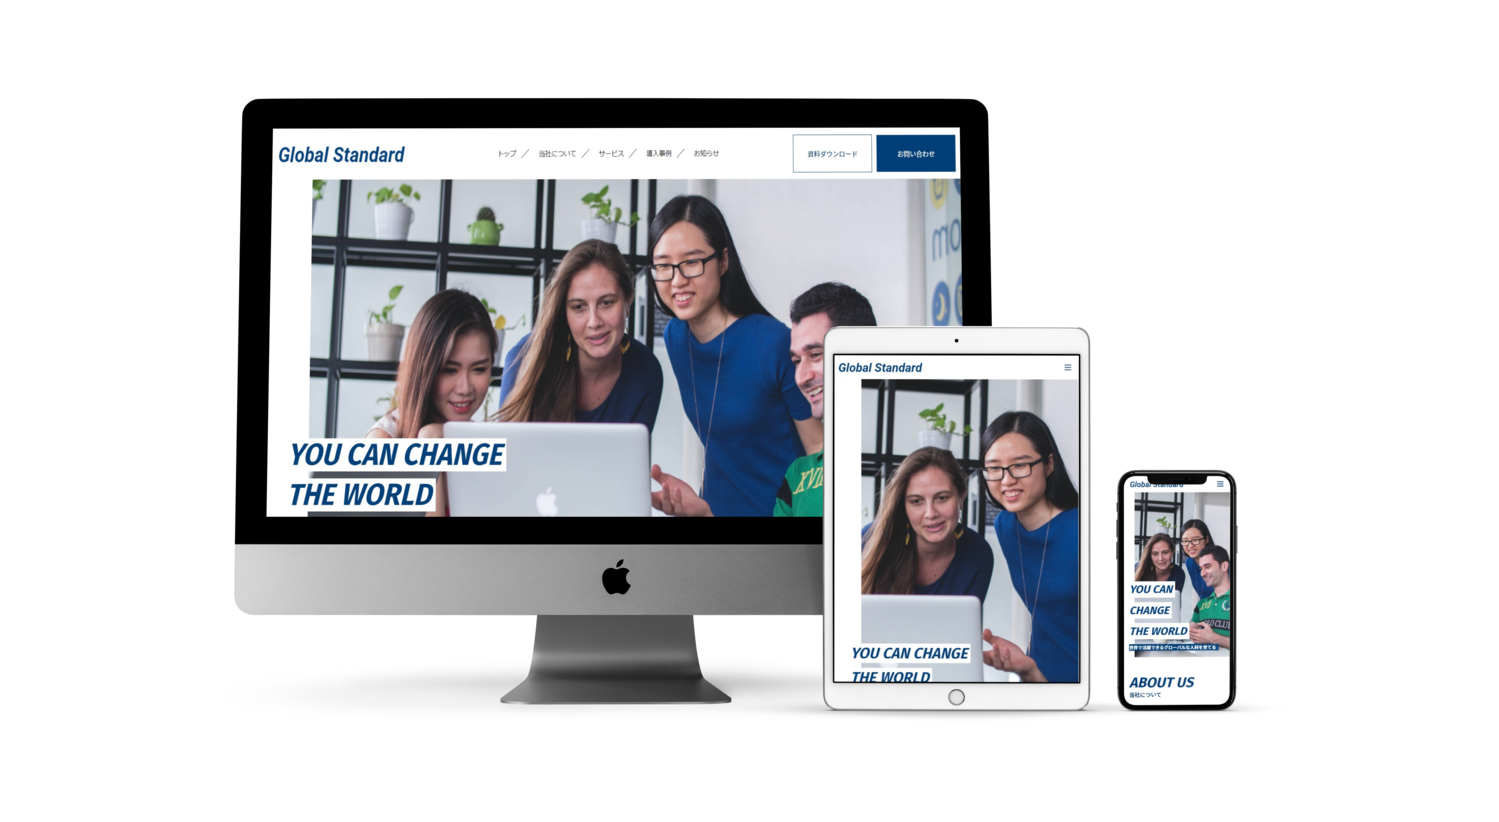 Global Standard
トップ ／ 当社について ／ サービス ／ 導入事例 ／ お知らせ
資料ダウンロード
お問い合わせ
YOU CAN CHANGE
THE WORLD
XVII
Global Standard
YOU CAN CHANGE
THE WORLD
Global Standard
YOU CAN
CHANGE
THE WORLD
世界で活躍できるグローバルな人材を育てる
ABOUT US
当社について